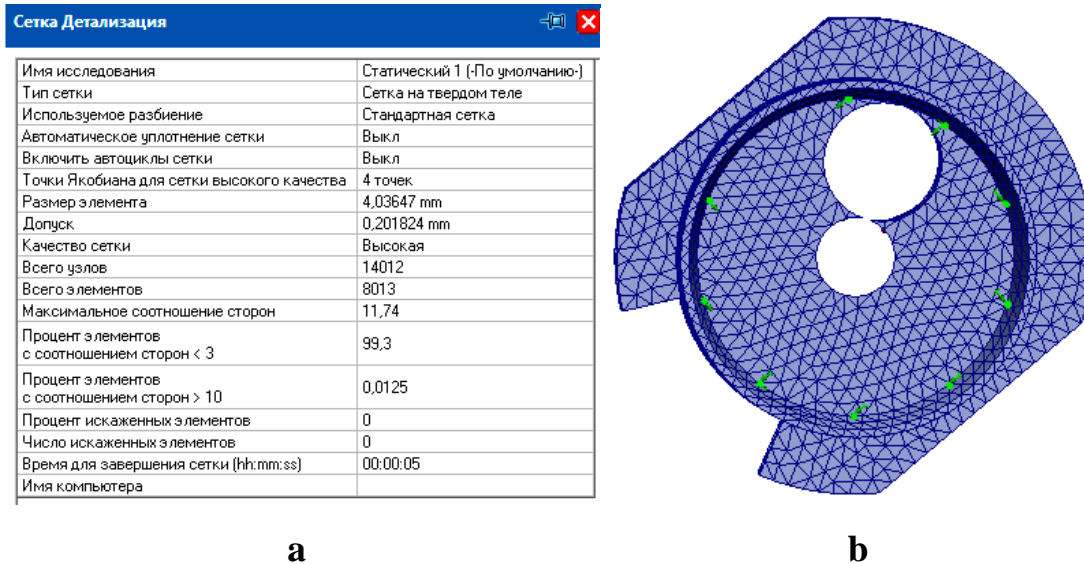 Сетка Детализация
Имя исследования Статический 1 (-По умолчанию-)
Тип сетки Сетка на твердом теле
Используемое разбиение Стандартная сетка
Автоматическое уплотнение сетки Выкл
Включить автоциклы сетки Выкл
Точки Якобиана для сетки высокого качества 4 точек
Размер элемента 4,03647 mm
Допуск 0,201824 mm
Качество сетки Высокая
Всего узлов 14012
Всего элементов 8013
Максимальное соотношение сторон 11,74
Процент элементов
с соотношением сторон < 3 99,3
Процент элементов
с соотношением сторон > 10 0,0125
Процент искаженных элементов 0
Число искаженных элементов 0
Время для завершения сетки (hh:mm:ss) 00:00:05
Имя компьютера
a b